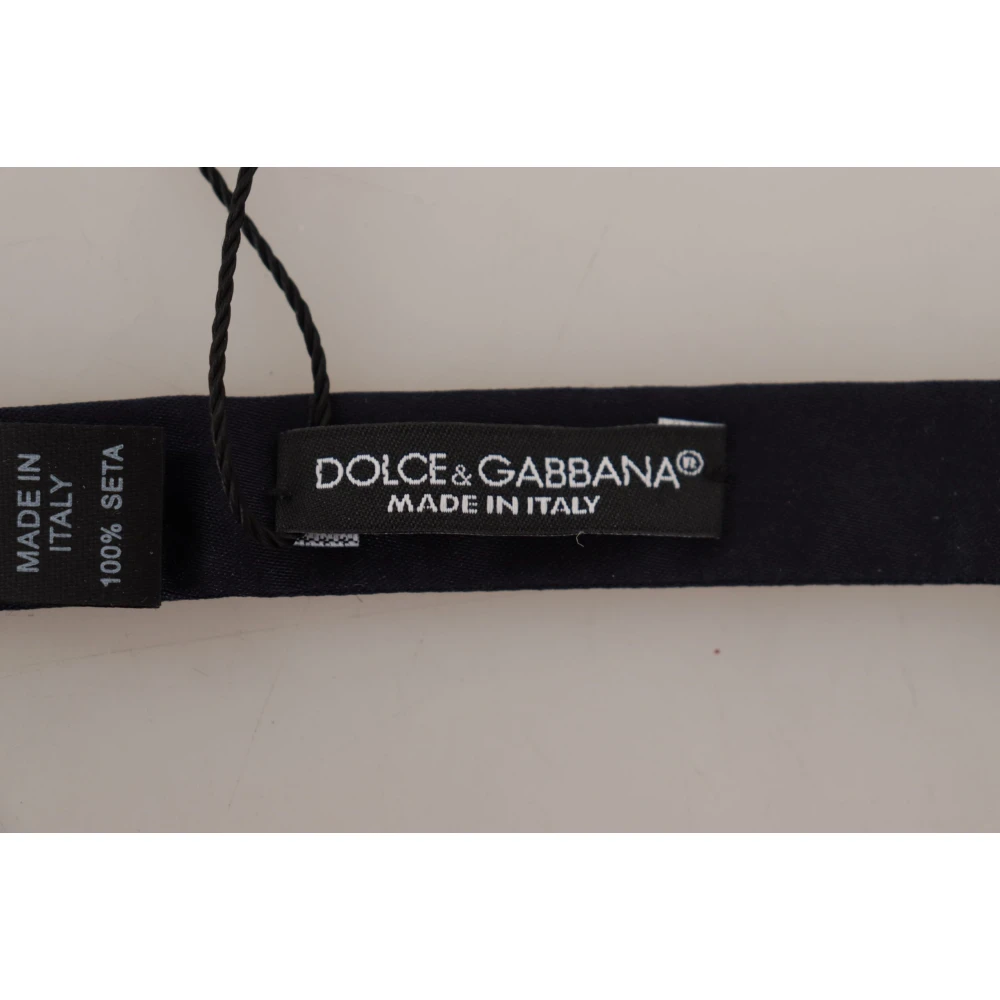 MADE IN
ITALY
100% SETA
DOLCE & GABBANA®
MADE IN ITALY